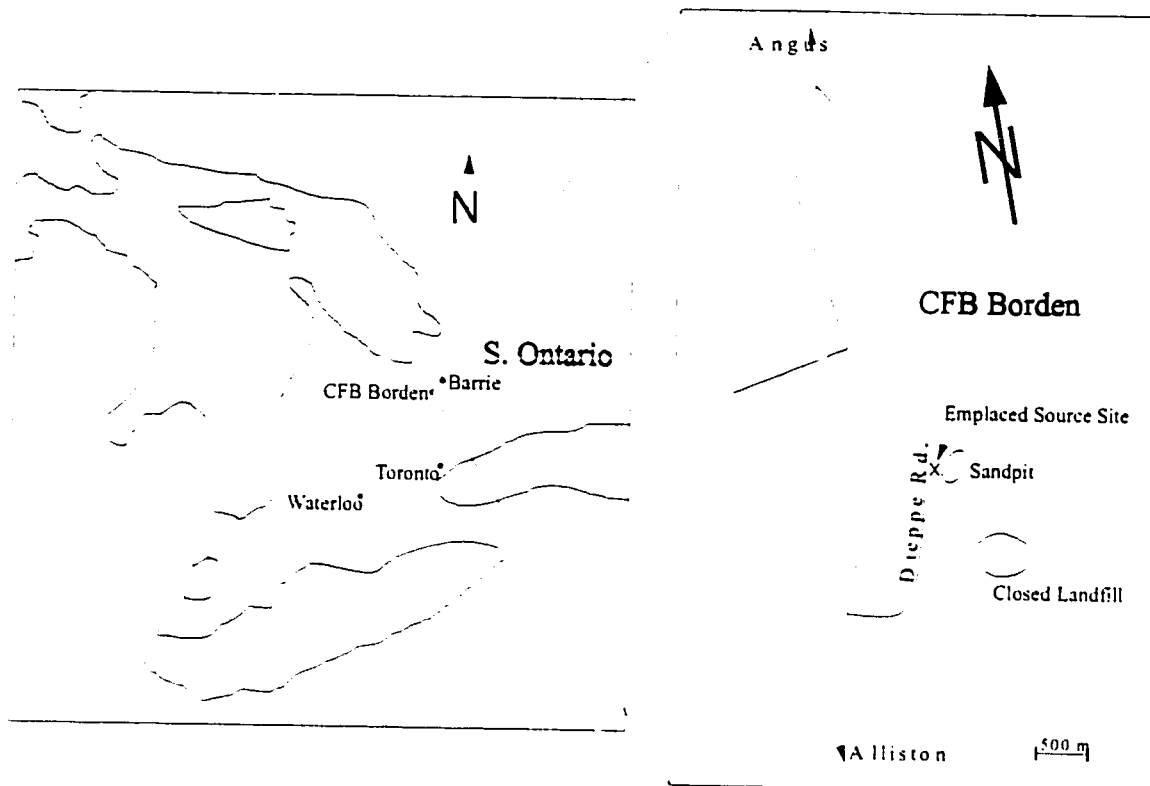 N
S. Ontario
CFB Borden
Barrie
Toronto
Waterloo
Angus
N
CFB Borden
Emplaced Source Site
Sandpit
Dieppe Rd.
Closed Landfill
Alliston
500 m